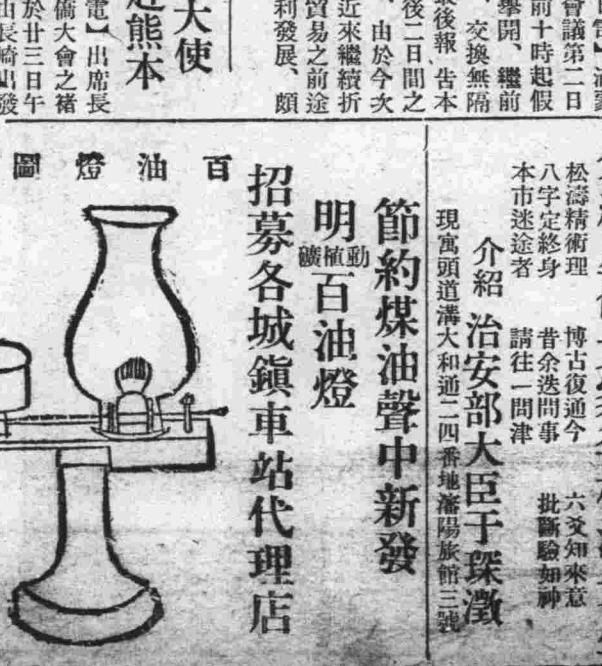 會議第二日
前十時起假
舉開、繼前
交換無隔
最後報告本
後二日間之
由於今次
近來繼續折
貿易之前途
利發展、頗
大使
熊本
電】出席長
僑大會之褚
於廿三日午
由長崎出發
松濤精術理 博古復通今 六爻知來意
八字定終身 昔余迭問事 批斷驗如神
本市迷途者 請往一問津
介紹 治安部大臣于琛澂
現寓頭道溝大和通二四番地瀋陽旅館三號
節約煤油聲中新發
明動植鑛百油燈
招募各城鎭車站代理店
百油燈圖